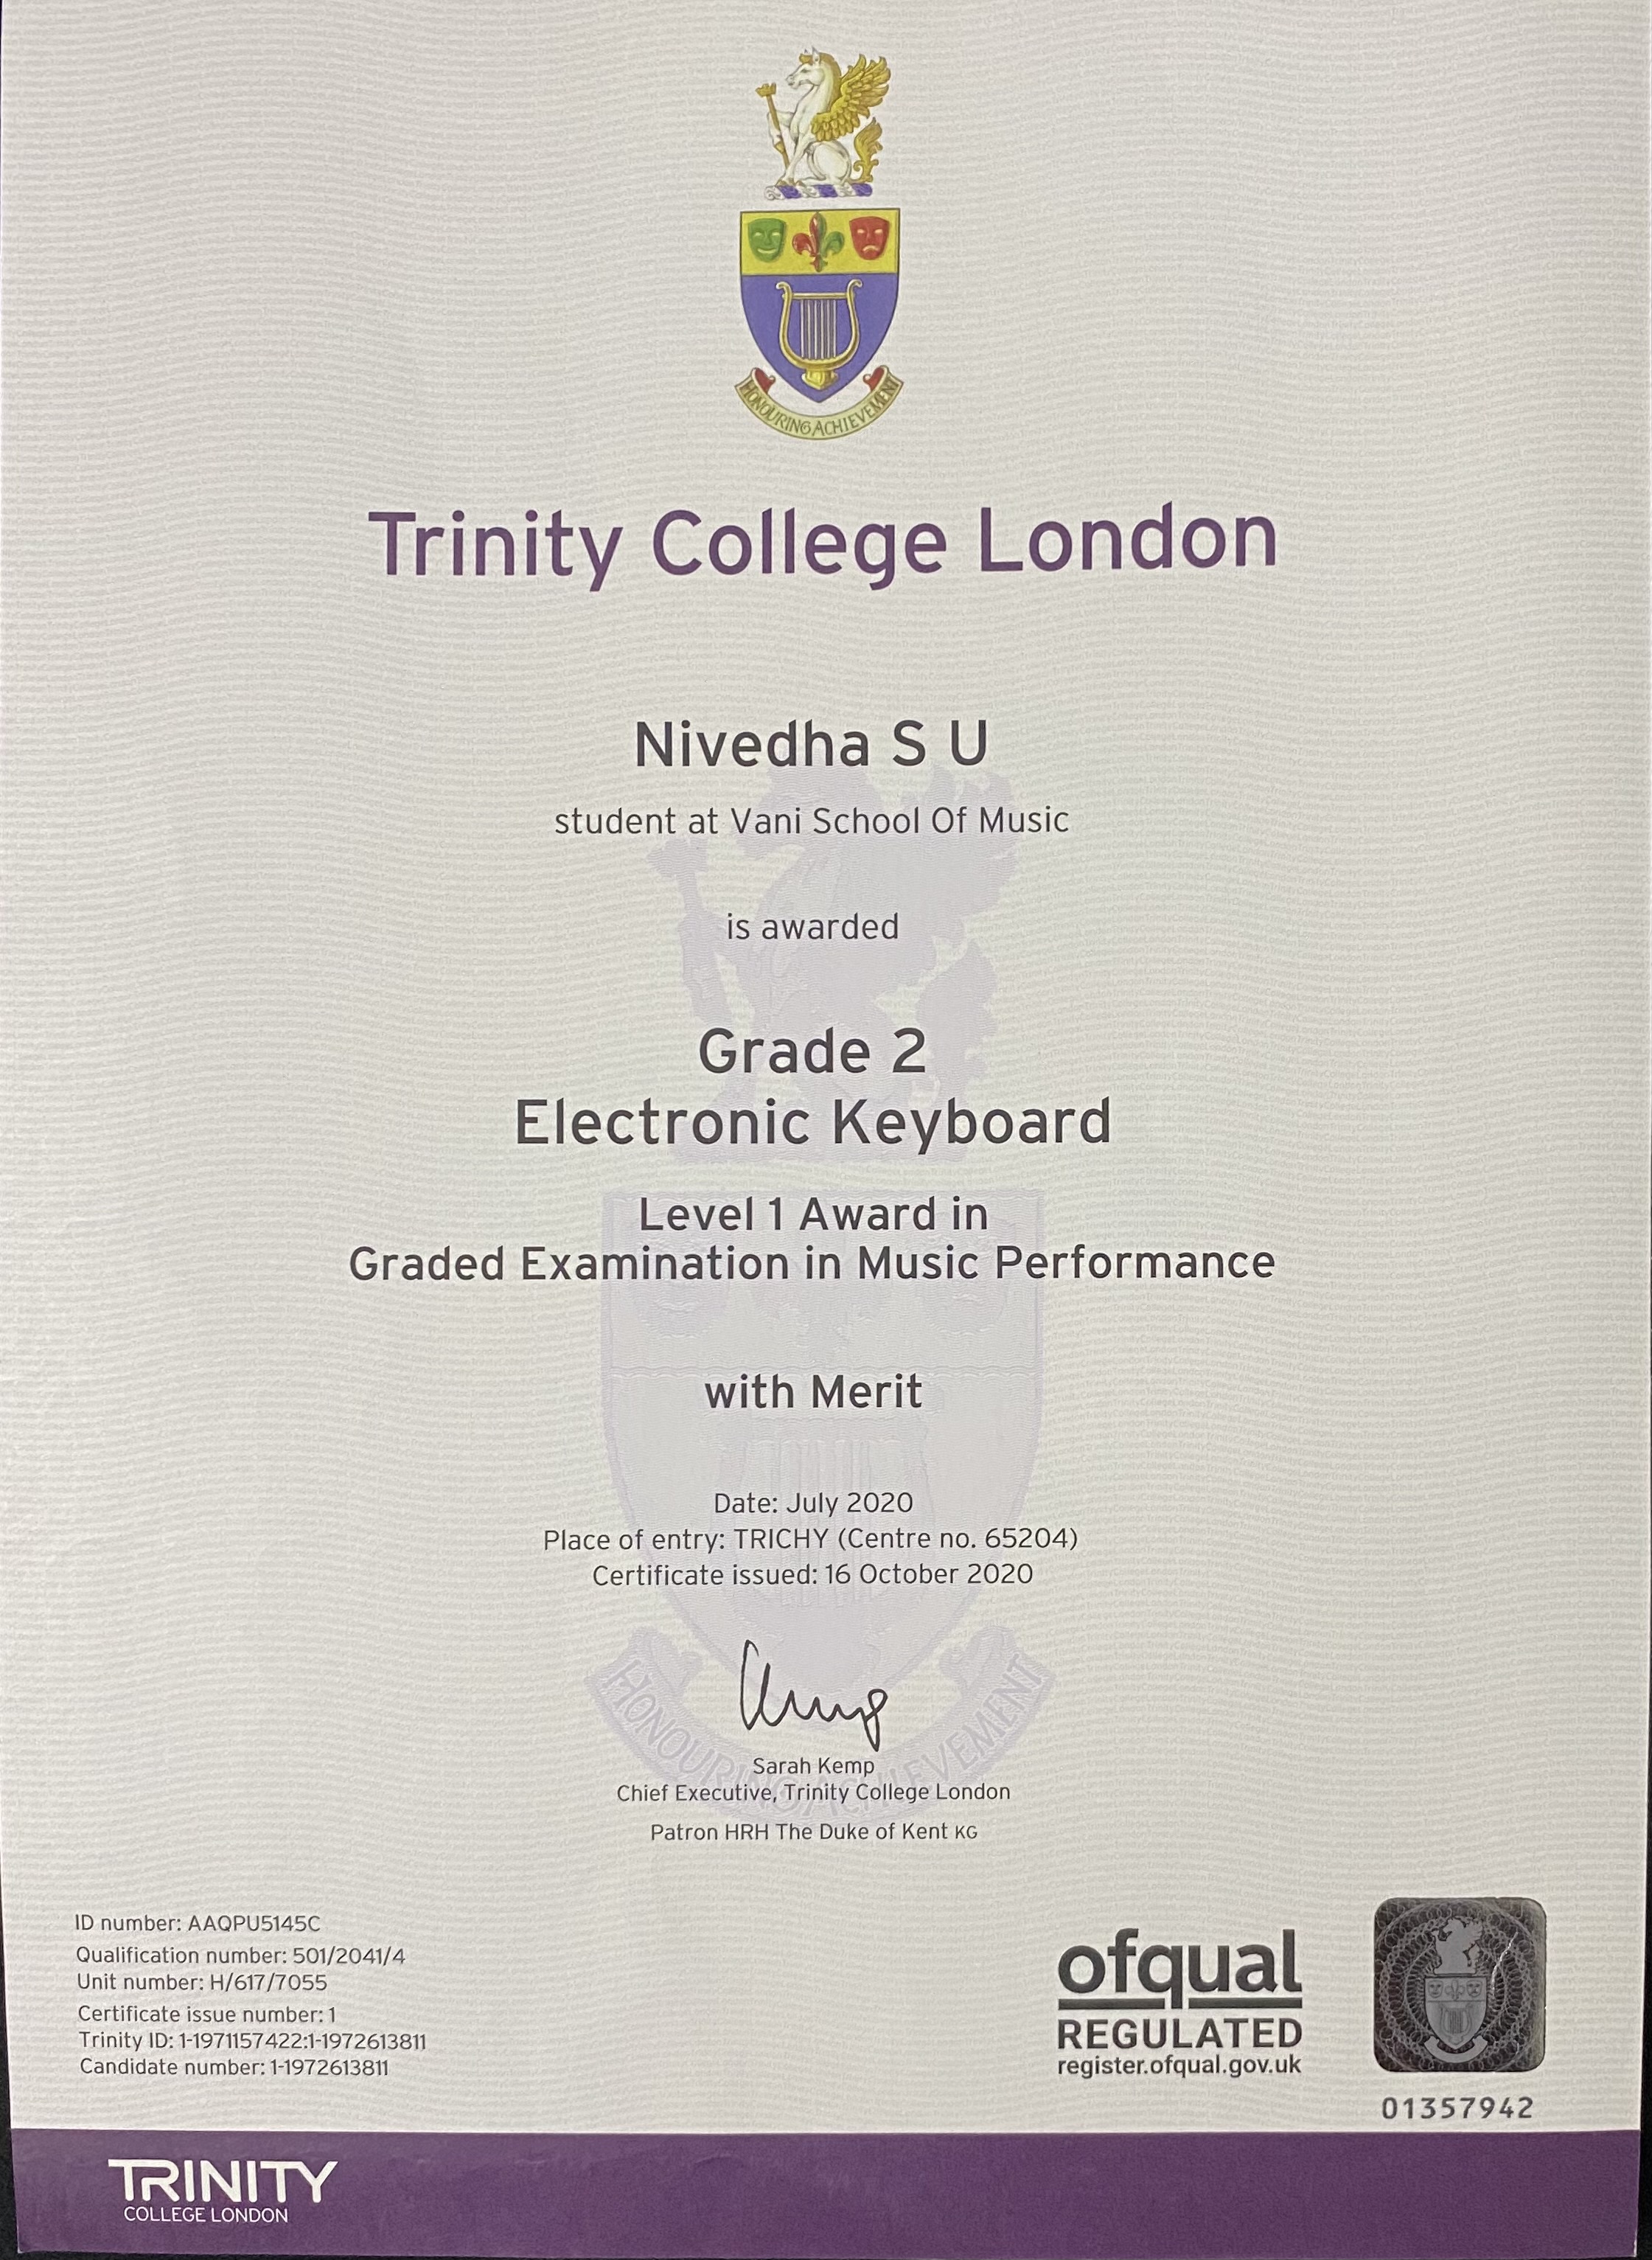 HONOURING ACHIEVEMENT
Trinity College London
Nivedha S U
student at Vani School Of Music
is awarded
Grade 2
Electronic Keyboard
Level 1 Award in
Graded Examination in Music Performance
with Merit
Date: July 2020
Place of entry: TRICHY (Centre no. 65204)
Certificate issued: 16 October 2020
HONOURING ACHIEVEMENT
Sarah Kemp
Chief Executive, Trinity College London
Patron HRH The Duke of Kent KG
ID number: AAQPU5145C
Qualification number: 501/2041/4
Unit number: H/617/7055
Certificate issue number: 1
Trinity ID: 1-1971157422:1-1972613811
Candidate number: 1-1972613811
ofqual
REGULATED
register.ofqual.gov.uk
01357942
TRINITY
COLLEGE LONDON